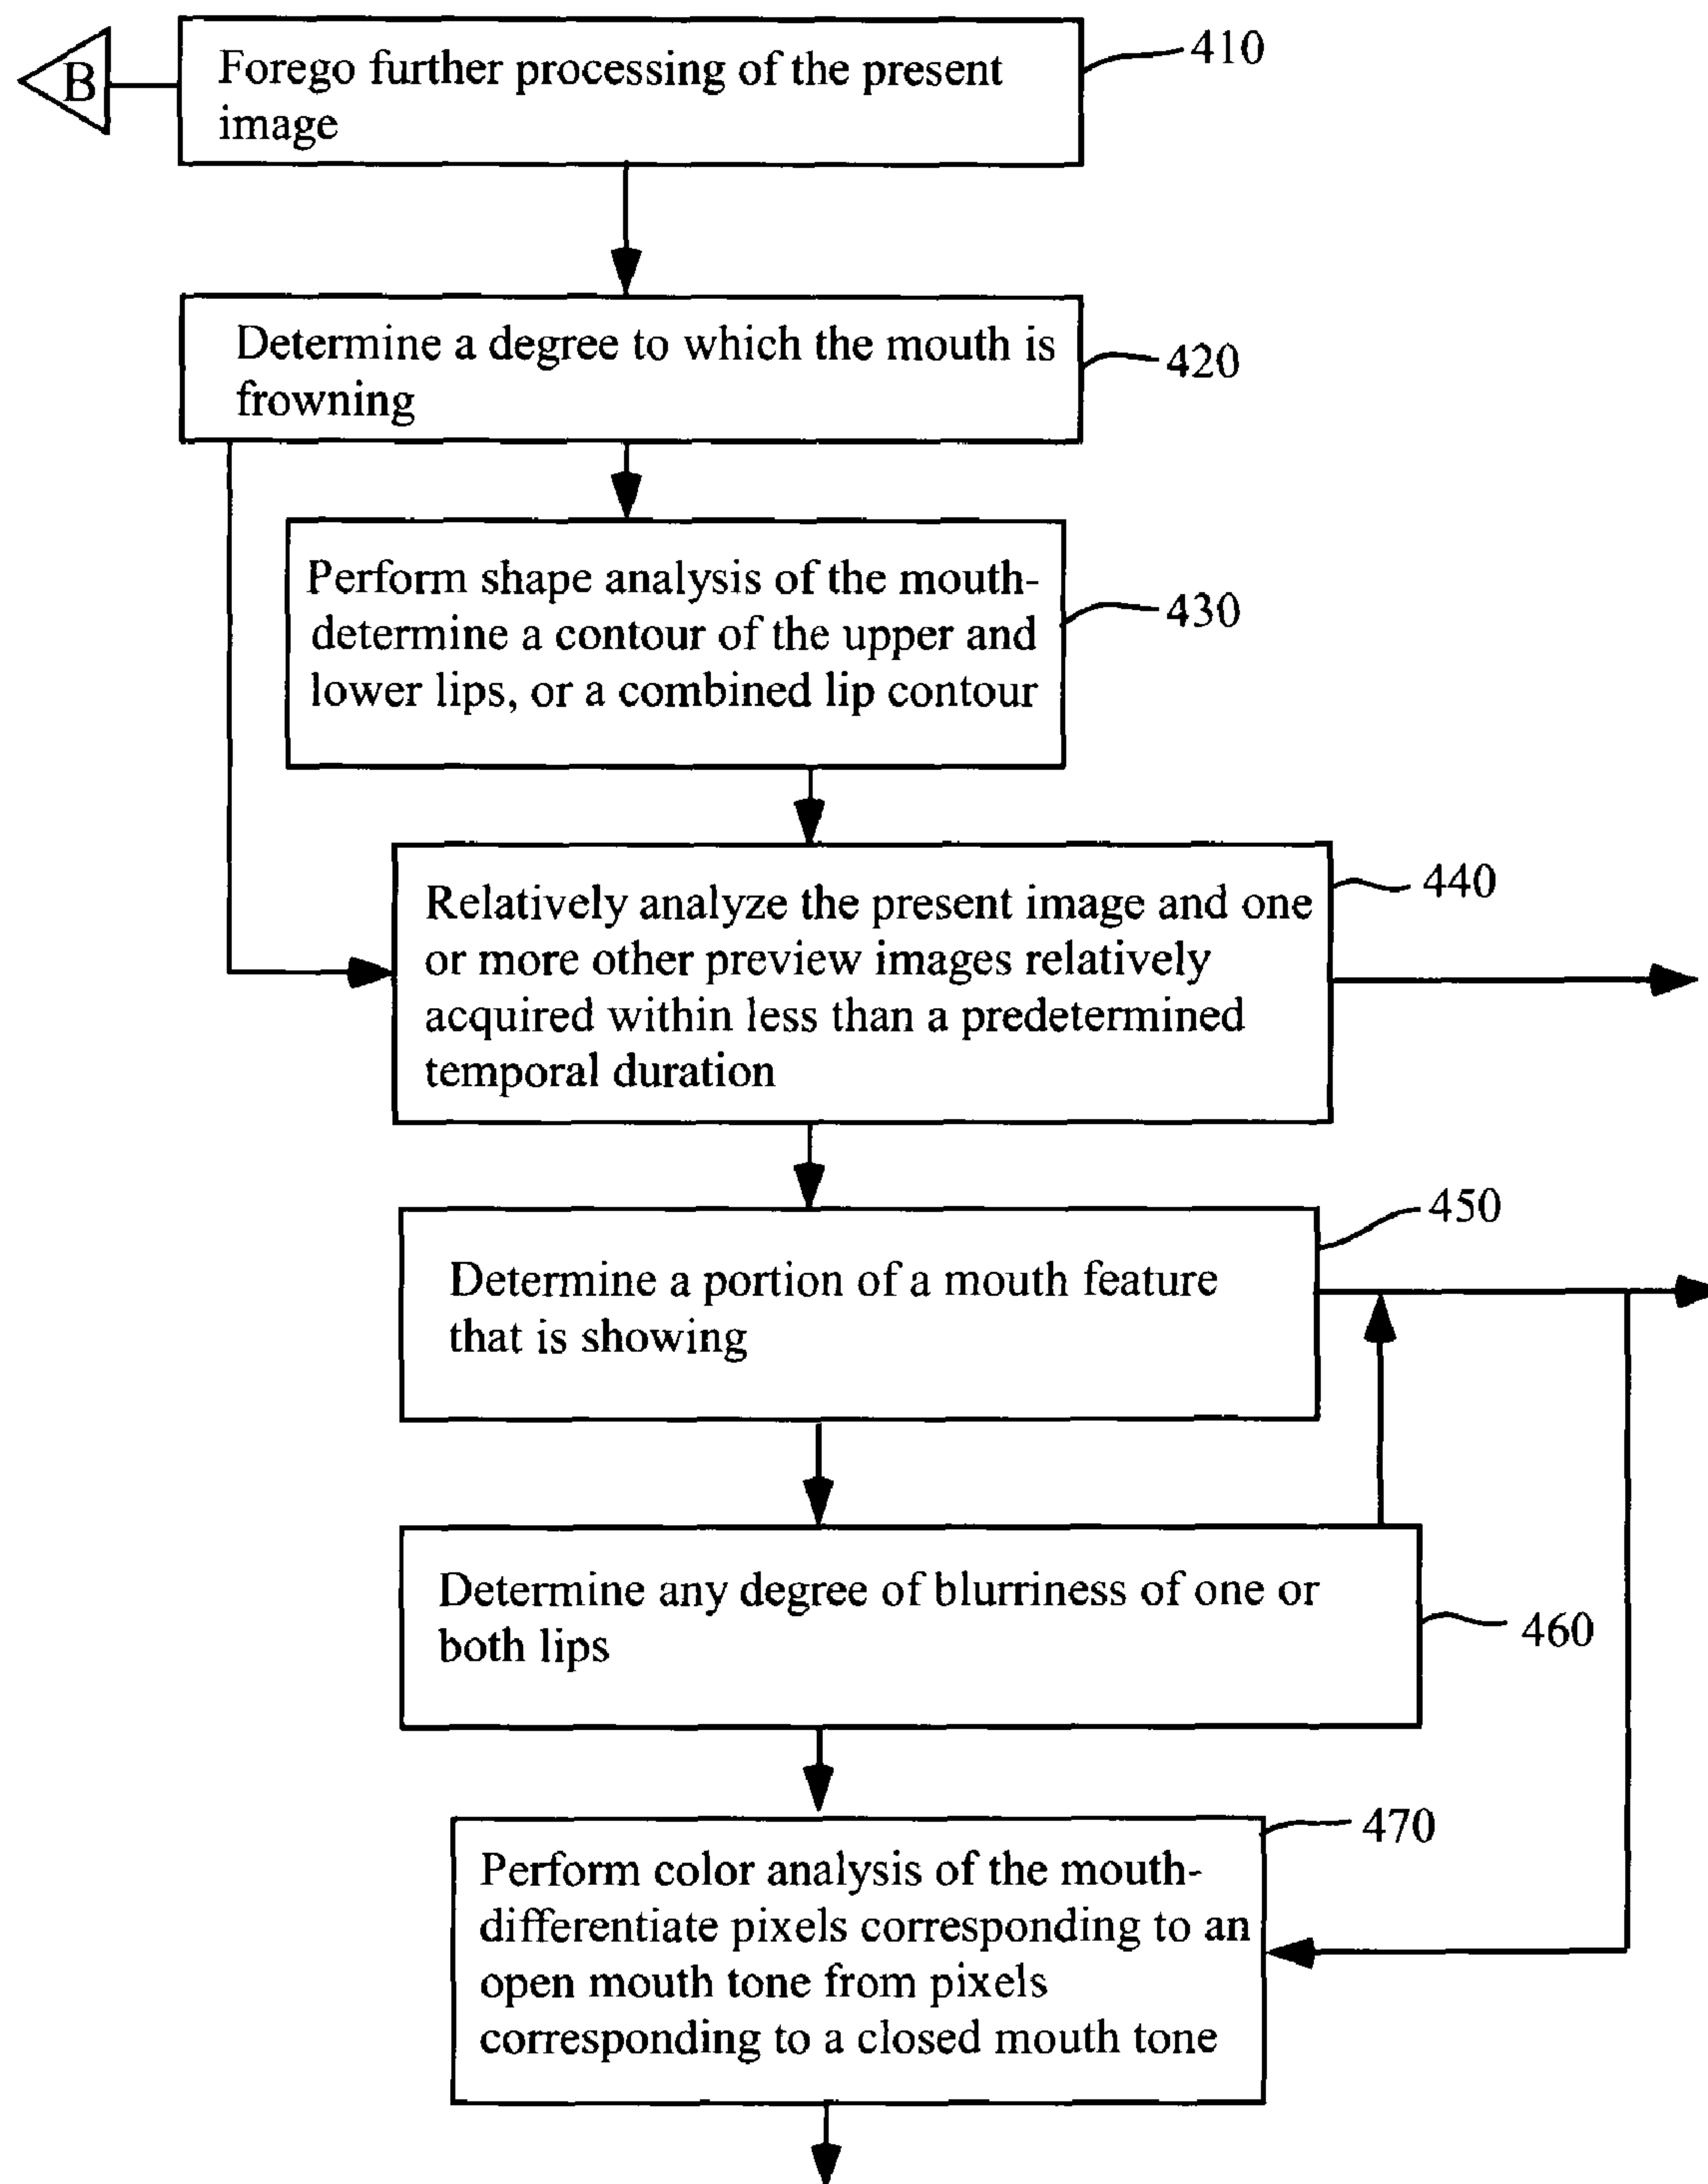 B
Forego further processing of the present
image
410
Determine a degree to which the mouth is
frowning
420
Perform shape analysis of the mouth-
determine a contour of the upper and
lower lips, or a combined lip contour
430
Relatively analyze the present image and one
or more other preview images relatively
acquired within less than a predetermined
temporal duration
440
Determine a portion of a mouth feature
that is showing
450
Determine any degree of blurriness of one or
both lips
460
Perform color analysis of the mouth-
differentiate pixels corresponding to an
open mouth tone from pixels
corresponding to a closed mouth tone
470